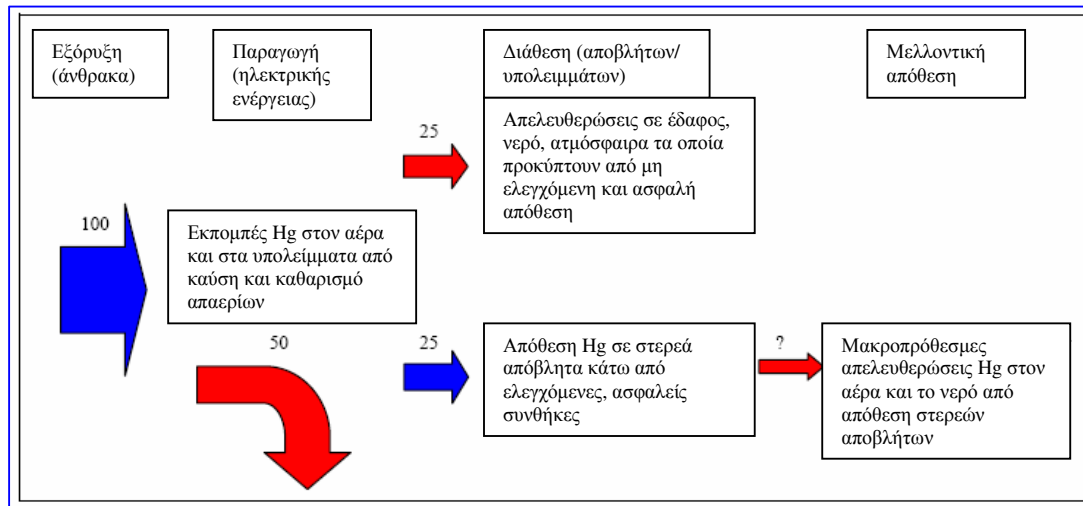 Εξόρυξη
(άνθρακα)
Παραγωγή
(ηλεκτρικής
ενέργειας)
Διάθεση (αποβλήτων/
υπολειμμάτων)
Μελλοντική
απόθεση
25
Απελευθερώσεις σε έδαφος,
νερό, ατμόσφαιρα τα οποία
προκύπτουν από μη
ελεγχόμενη και ασφαλή
απόθεση
100
Εκπομπές Hg στον αέρα
και στα υπολείμματα από
καύση και καθαρισμό
απαερίων
50
25
Απόθεση Hg σε στερεά
απόβλητα κάτω από
ελεγχόμενες, ασφαλείς
συνθήκες
?
Μακροπρόθεσμες
απελευθερώσεις Hg στον
αέρα και το νερό από
απόθεση στερεών
αποβλήτων